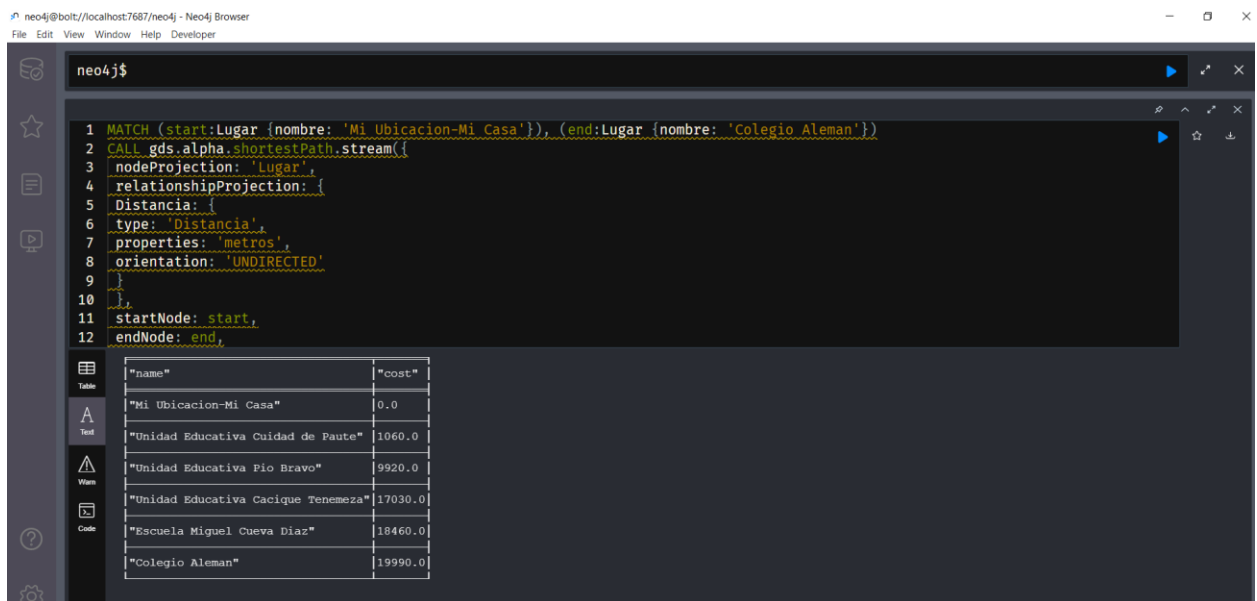 neo4j@bolt://localhost:7687/neo4j - Neo4j Browser
File Edit View Window Help Developer
neo4j$
1 MATCH (start:Lugar {nombre: 'Mi Ubicacion-Mi Casa'}), (end:Lugar {nombre: 'Colegio Aleman'})
2 CALL gds.alpha.shortestPath.stream({
3 nodeProjection: 'Lugar',
4 relationshipProjection: {
5 Distancia: {
6 type: 'Distancia',
7 properties: 'metros',
8 orientation: 'UNDIRECTED'
9 }
10 },
11 startNode: start,
12 endNode: end,
Table
Text
Warn
Code
"name" "cost"
"Mi Ubicacion-Mi Casa" 0.0
"Unidad Educativa Cuidad de Paute" 1060.0
"Unidad Educativa Pio Bravo" 9920.0
"Unidad Educativa Cacique Tenemeza" 17030.0
"Escuela Miguel Cueva Diaz" 18460.0
"Colegio Aleman" 19990.0